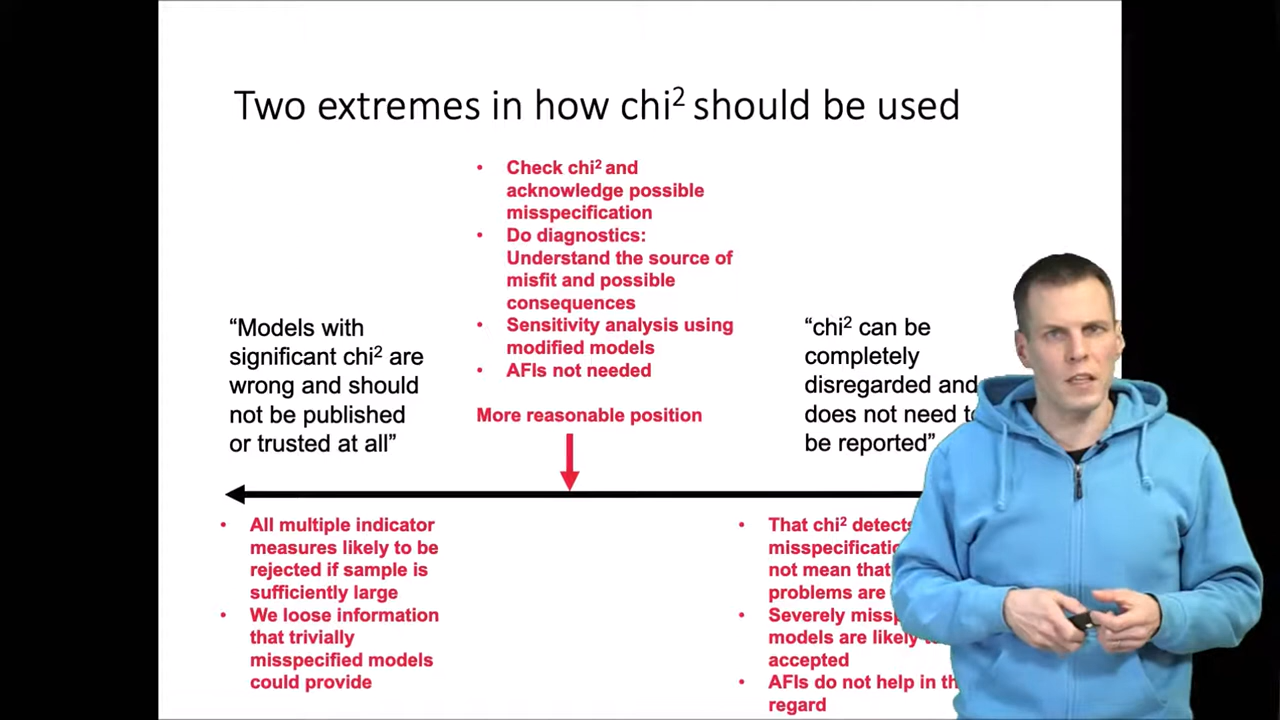 Two extremes in how chi² should be used
• Check chi² and
acknowledge possible
misspecification
• Do diagnostics:
Understand the source of
misfit and possible
consequences
• Sensitivity analysis using
modified models
• AFIs not needed
More reasonable position
“Models with
significant chi² are
wrong and should
not be published
or trusted at all”
“chi² can be
completely
disregarded and
does not need to
be reported”
• All multiple indicator
measures likely to be
rejected if sample is
sufficiently large
• We loose information
that trivially
misspecified models
could provide
• That chi² detects
not mean that
problems are
• Severely
models are likely
accepted
• AFIs do not help in
regard